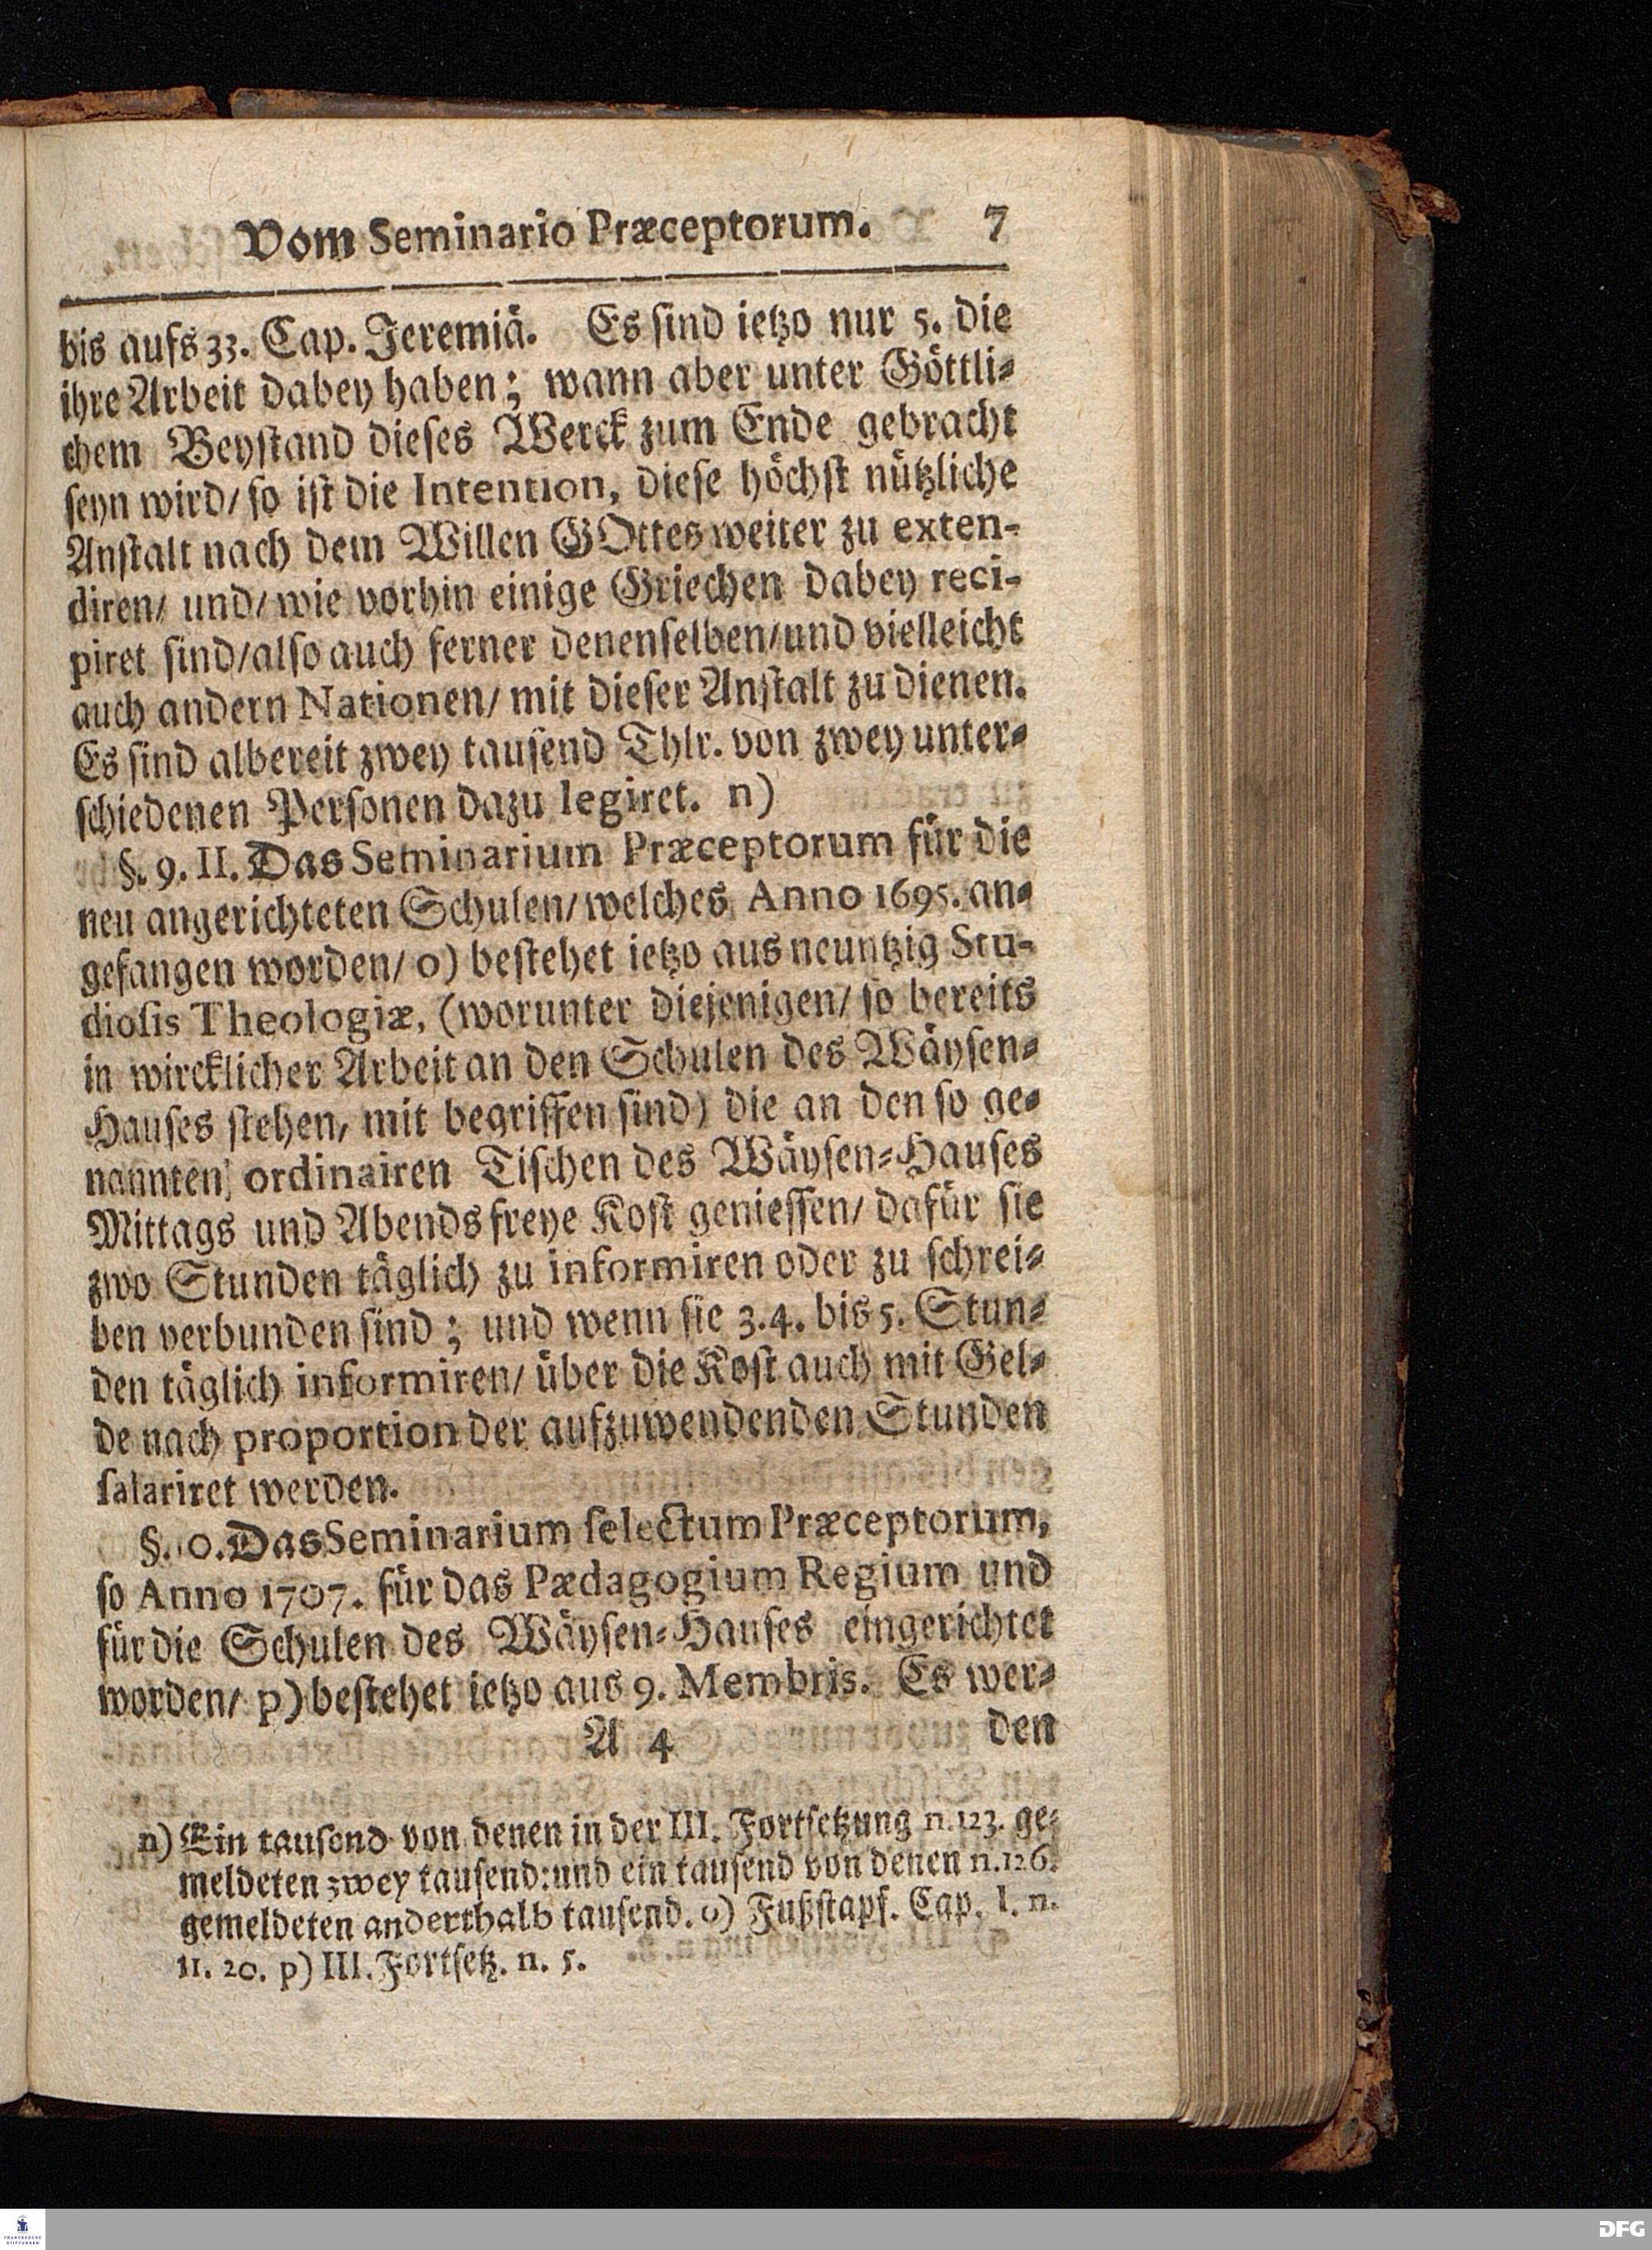 Vom Seminario Præceptorum. 7
bis aufs 33. Cap. Jeremiä. Es sind ietzo nur 5. die
ihre Arbeit dabey haben; wann aber unter Göttli-
chem Beystand dieses Werck zum Ende gebracht
seyn wird/ so ist die Intention, diese höchst nützliche
Anstalt nach dem Willen GOttes weiter zu exten-
diren/ und/ wie vorhin einige Griechen dabey reci-
piret sind/ also auch ferner denenselben/ und vielleicht
auch andern Nationen/ mit dieser Anstalt zu dienen.
Es sind albereit zwey tausend Thlr. von zwey unter-
schiedenen Personen dazu legiret. n)
§. 9. II. Das Seminarium Præceptorum für die
neu angerichteten Schulen/ welches Anno 1695. an-
gefangen worden/ o) bestehet ietzo aus neuntzig Stu-
diosis Theologiæ, (worunter diejenigen/ so bereits
in wircklicher Arbeit an den Schulen des Wäysen-
Hauses stehen, mit begriffen sind) die an den so ge-
nannten ordinairen Tischen des Wäysen-Hauses
Mittags und Abends freye Kost geniessen/ dafür sie
zwo Stunden täglich zu informiren oder zu schrei-
ben verbunden sind; und wenn sie 3. 4. bis 5. Stun-
den täglich informiren/ über die Kost auch mit Gel-
de nach proportion der aufzuwendenden Stunden
salariret werden.
§. 10. Das Seminarium selectum Præceptorum,
so Anno 1707. für das Pædagogium Regium und
für die Schulen des Wäysen-Hauses eingerichtet
worden/ p) bestehet ietzo aus 9. Membris. Es wer-
A 4 den
n) Ein tausend von denen in der III. Fortsetzung n. 123. ge-
meldeten zwey tausend: und ein tausend von denen n. 126.
gemeldeten anderthalb tausend. o) Fußstapf. Cap. I. n.
11. 20. p) III. Fortsetz. n. 5.
FRANCKESCHE
STIFTUNGEN
DFG